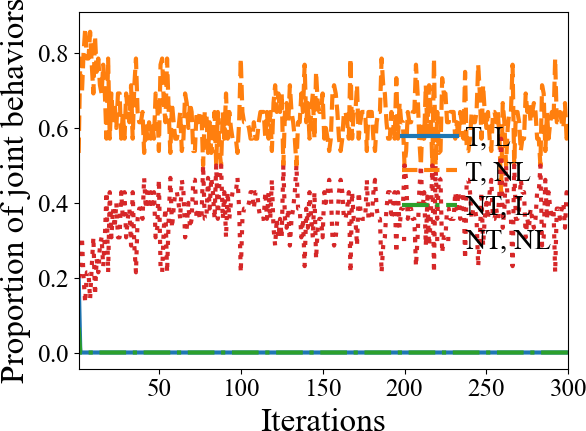 Proportion of joint behaviors
0.8
0.6
0.4
0.2
0.0
T, L
T, NL
NT, L
NT, NL
50
100
150
200
250
300
Iterations